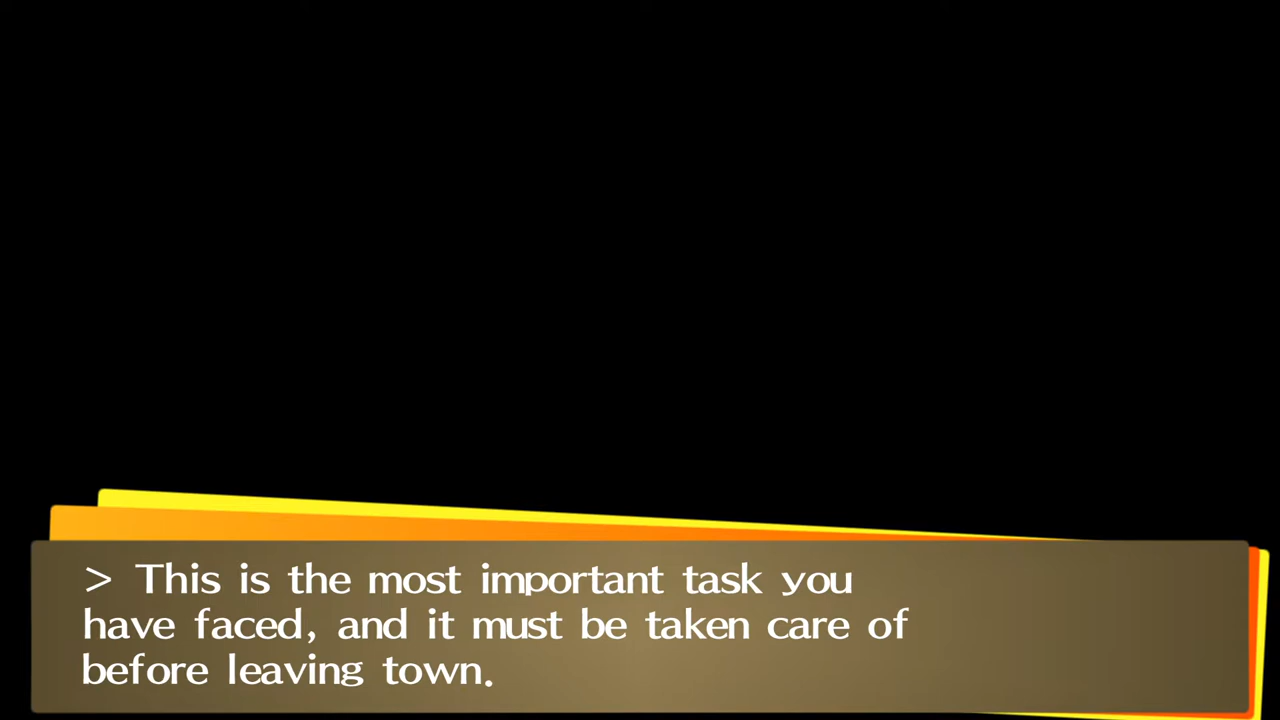 > This is the most important task you
have faced, and it must be taken care of
before leaving town.